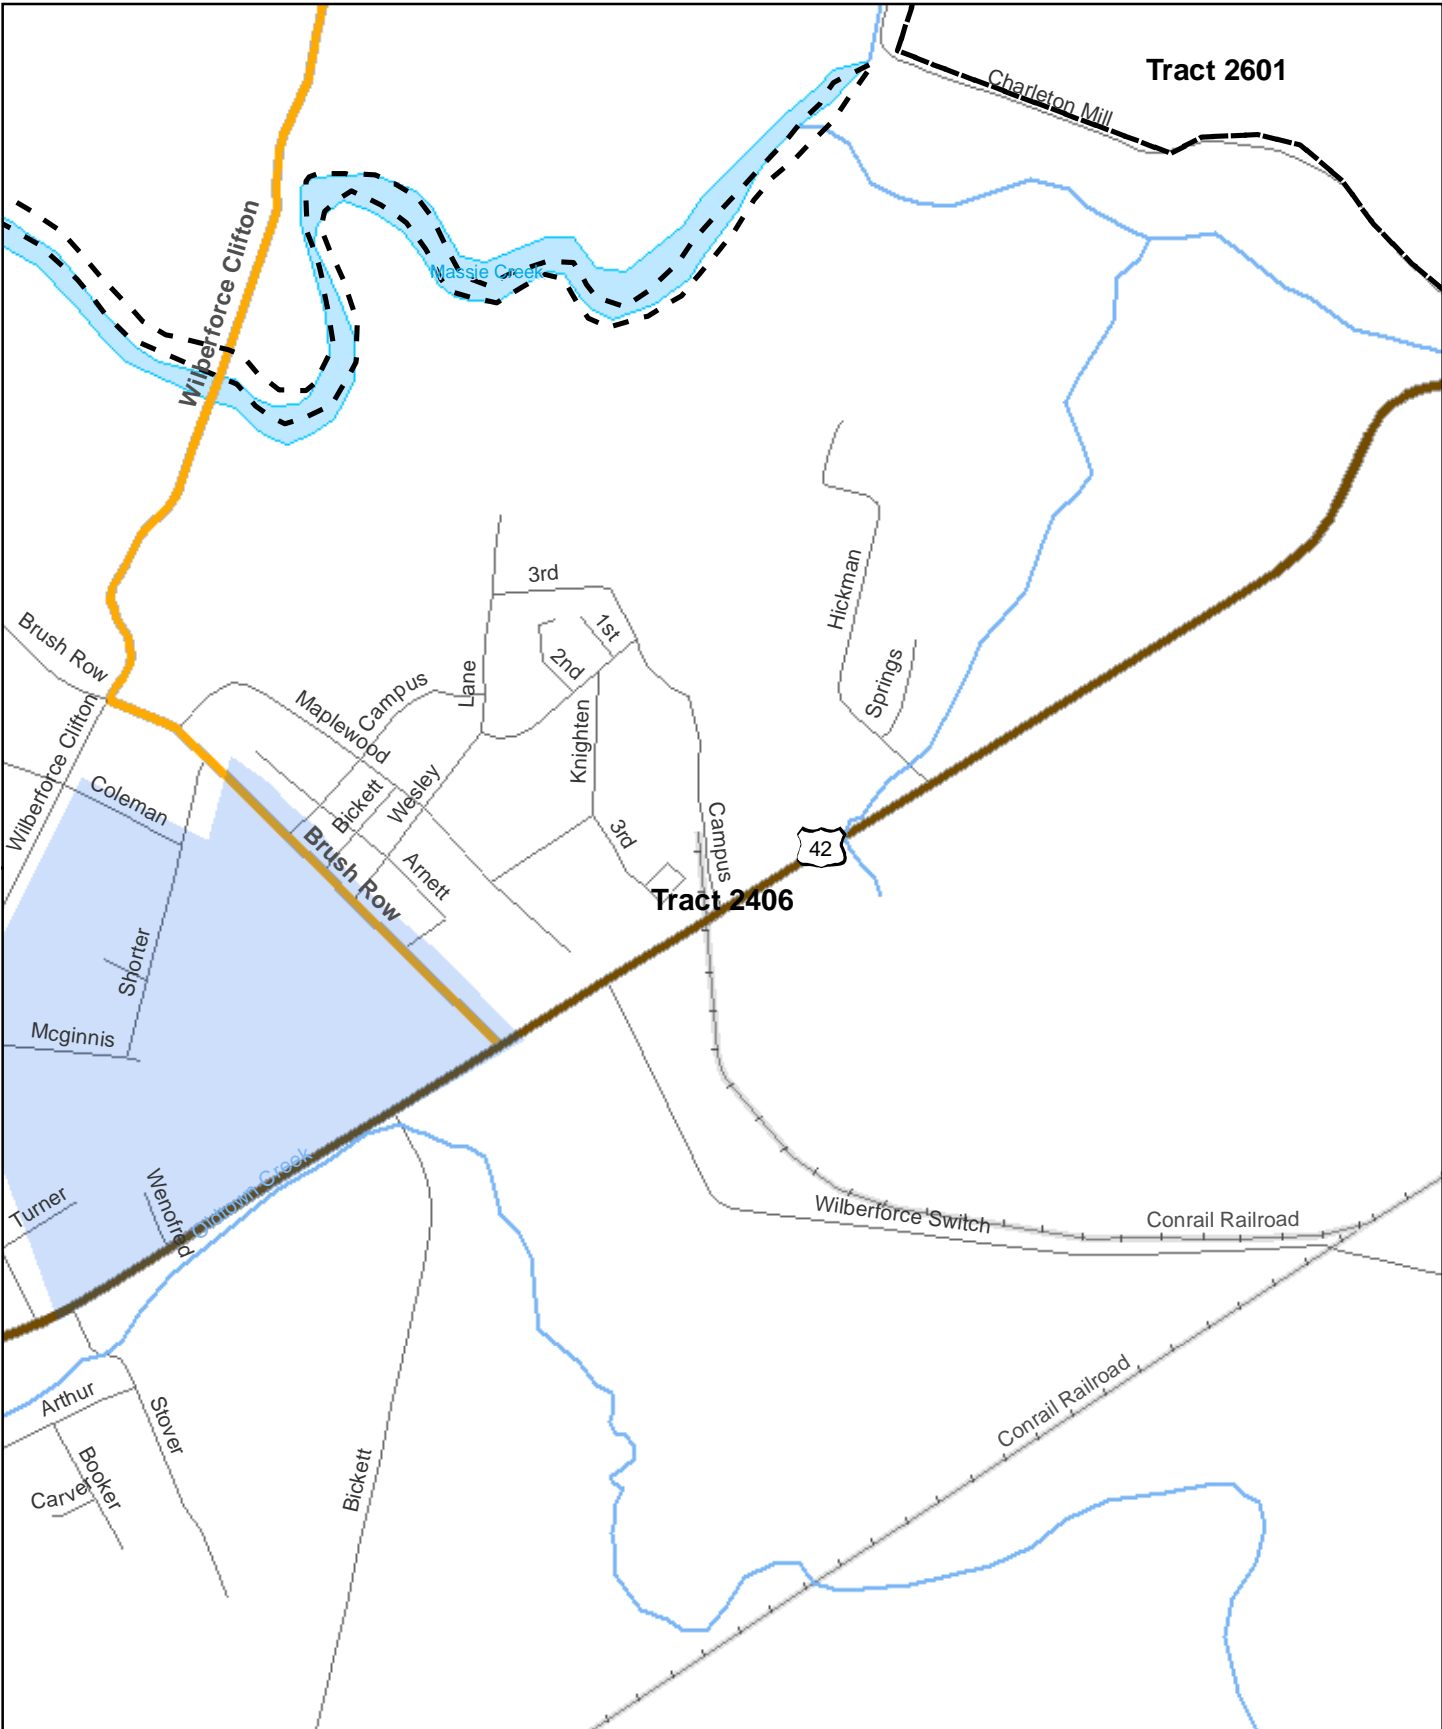 Tract 2601
Charleton Mill
Wilberforce Clifton
Massie Creek
3rd
1st
2nd
Hickman
Brush Row
Lane
Campus
Springs
Maplewood
Knighten
Wilberforce Clifton
Coleman
Bickett
Wesley
3rd
Campus
42
Brush Row
Arnett
Tract 2406
Shorter
Mcginnis
Oldtown Creek
Wenofred
Turner
Wilberforce Switch
Conrail Railroad
Conrail Railroad
Arthur
Stover
Booker
Carver
Bickett